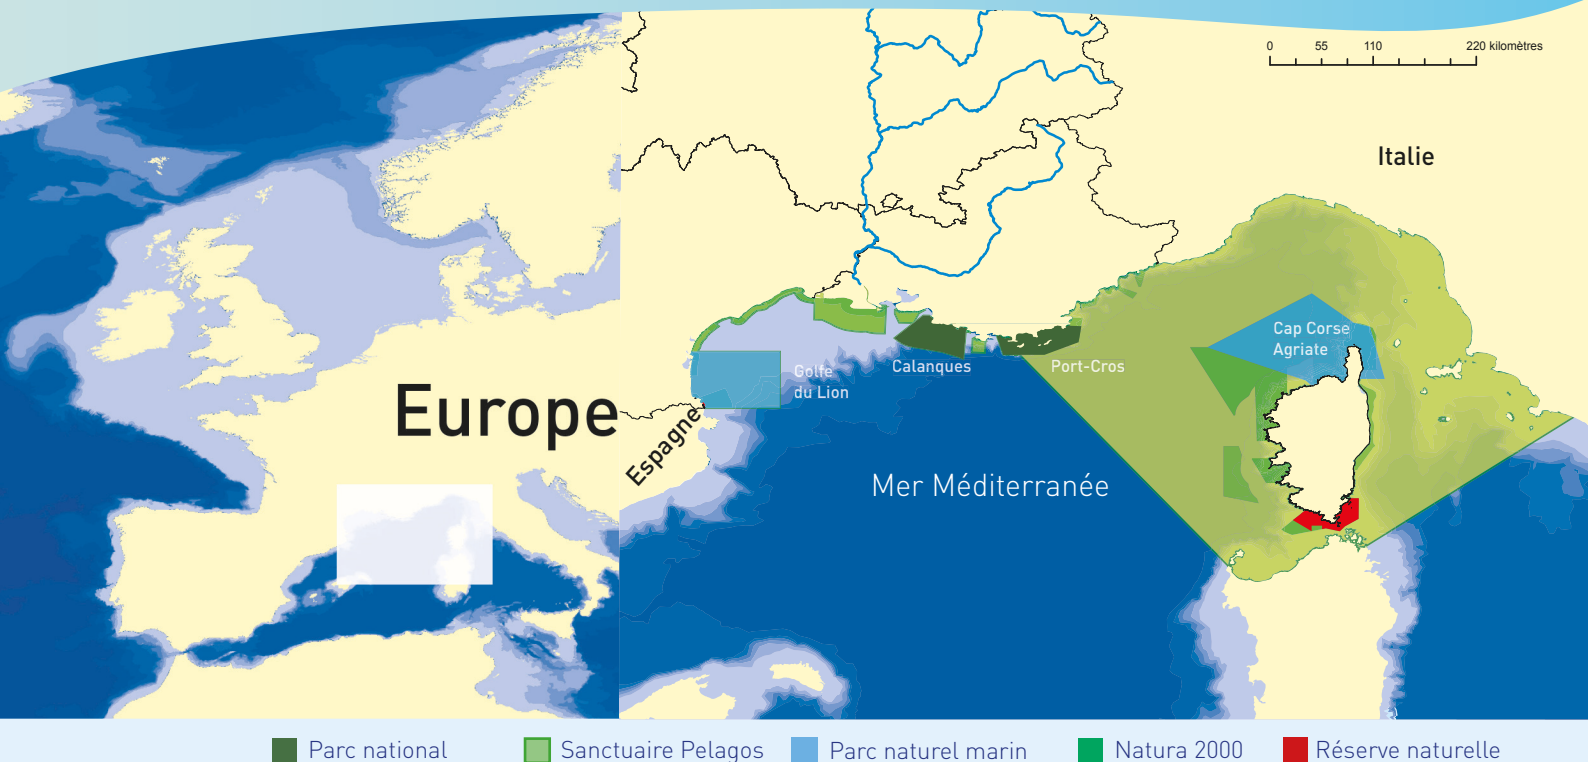 0 55 110 220 kilomètres
Italie
Cap Corse
Agriate
Golfe
du Lion
Calanques
Port-Cros
Europe
Espagne
Mer Méditerranée
Parc national
Sanctuaire Pelagos
Parc naturel marin
Natura 2000
Réserve naturelle